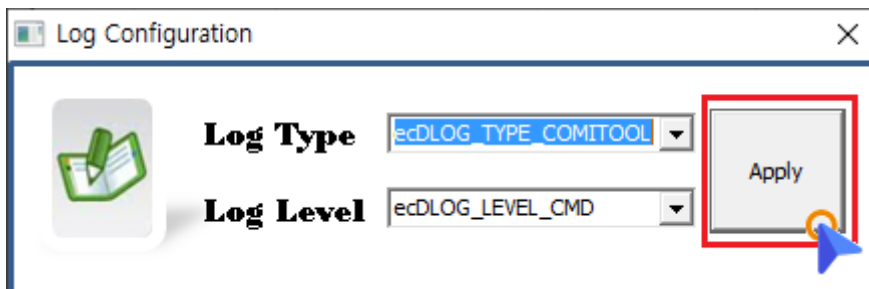 Log Configuration
Log Type ecDLOG_TYPE_COMITOOL
Apply
Log Level ecDLOG_LEVEL_CMD